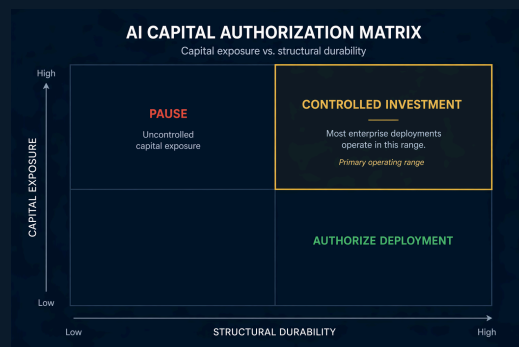 AI CAPITAL AUTHORIZATION MATRIX
Capital exposure vs. structural durability
High
PAUSE
Uncontrolled
capital exposure
CONTROLLED INVESTMENT
Most enterprise deployments
operate in this range.
Primary operating range
CAPITAL EXPOSURE
AUTHORIZE DEPLOYMENT
Low
Low
STRUCTURAL DURABILITY
High